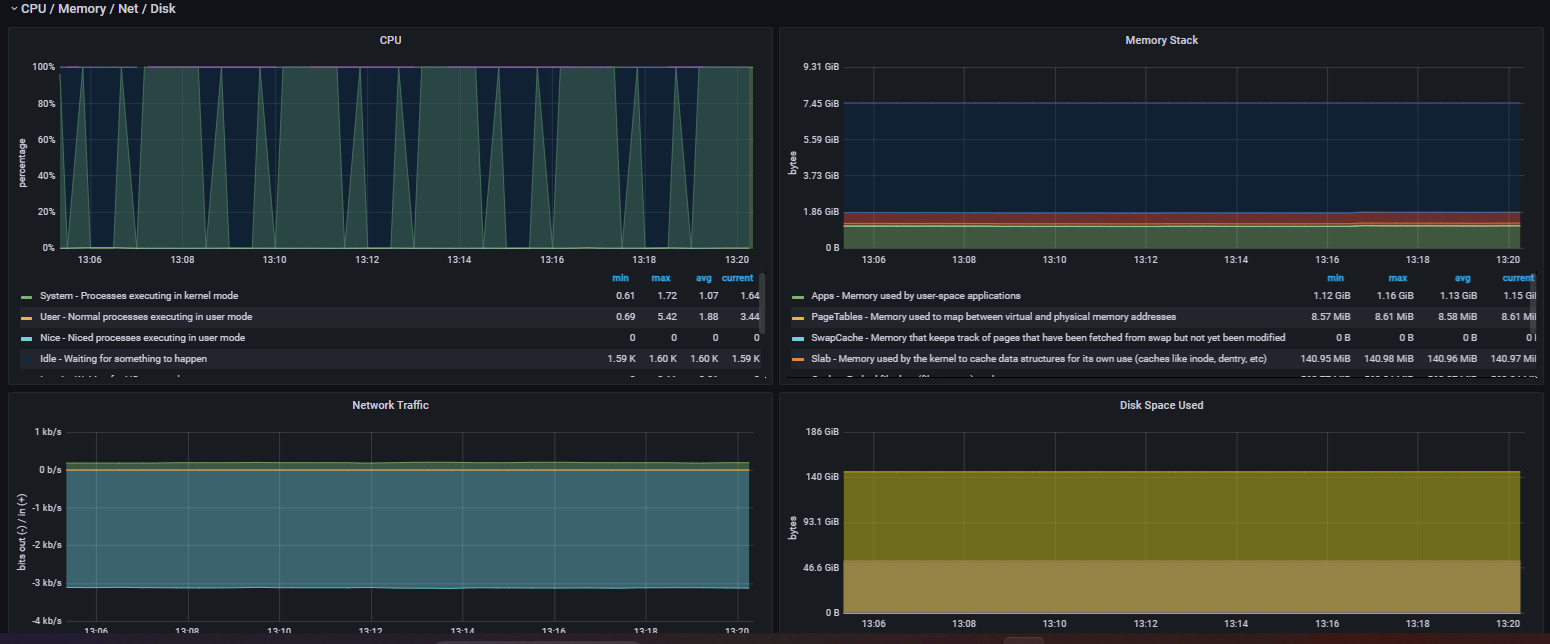 CPU / Memory / Net / Disk
CPU
100%
80%
60%
40%
20%
0%
percentage
13:06 13:08 13:10 13:12 13:14 13:16 13:18 13:20
min max avg current
System - Processes executing in kernel mode 0.61 1.72 1.07 1.64
User - Normal processes executing in user mode 0.69 5.42 1.88 3.44
Nice - Niced processes executing in user mode 0 0 0 0
Idle - Waiting for something to happen 1.59 K 1.60 K 1.60 K 1.59 K
Memory Stack
9.31 GiB
7.45 GiB
5.59 GiB
3.73 GiB
1.86 GiB
0 B
bytes
13:06 13:08 13:10 13:12 13:14 13:16 13:18 13:20
min max avg current
Apps - Memory used by user-space applications 1.12 GiB 1.16 GiB 1.13 GiB 1.15 GiB
PageTables - Memory used to map between virtual and physical memory addresses 8.57 MiB 8.61 MiB 8.58 MiB 8.61 MiB
SwapCache - Memory that keeps track of pages that have been fetched from swap but not yet been modified 0 B 0 B 0 B 0
Slab - Memory used by the kernel to cache data structures for its own use (caches like inode, dentry, etc) 140.95 MiB 140.98 MiB 140.96 MiB 140.97 MiB
Network Traffic
1 kb/s
0 b/s
-1 kb/s
-2 kb/s
-3 kb/s
-4 kb/s
bits out (-) / in (+)
13:06 13:08 13:10 13:12 13:14 13:16 13:18 13:20
Disk Space Used
186 GiB
140 GiB
93.1 GiB
46.6 GiB
0 B
bytes
13:06 13:08 13:10 13:12 13:14 13:16 13:18 13:20